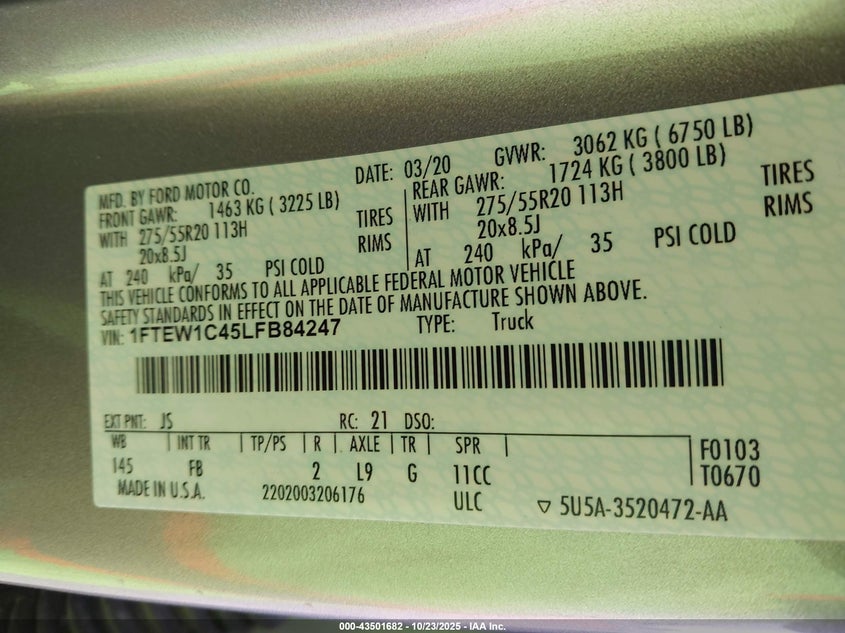 MFD. BY FORD MOTOR CO. DATE: 03/20 GVWR: 3062 KG ( 6750 LB)
FRONT GAWR: 1463 KG ( 3225 LB) REAR GAWR: 1724 KG ( 3800 LB)
WITH 275/55R20 113H TIRES WITH 275/55R20 113H TIRES
20x8.5J RIMS 20x8.5J RIMS
AT 240 kPa/ 35 PSI COLD AT 240 kPa/ 35 PSI COLD
THIS VEHICLE CONFORMS TO ALL APPLICABLE FEDERAL MOTOR VEHICLE
SAFETY STANDARDS IN EFFECT ON THE DATE OF MANUFACTURE SHOWN ABOVE.
VIN: 1FTEW1C45LFB84247 TYPE: Truck
EXT PNT: JS RC: 21 DSO:
WB INT TR TP/PS R AXLE TR SPR F0103
145 FB 2 L9 G 11CC T0670
MADE IN U.S.A. 2202003206176 ULC ▽ 5U5A-3520472-AA
000-43501682 - 10/23/2025 - IAA Inc.